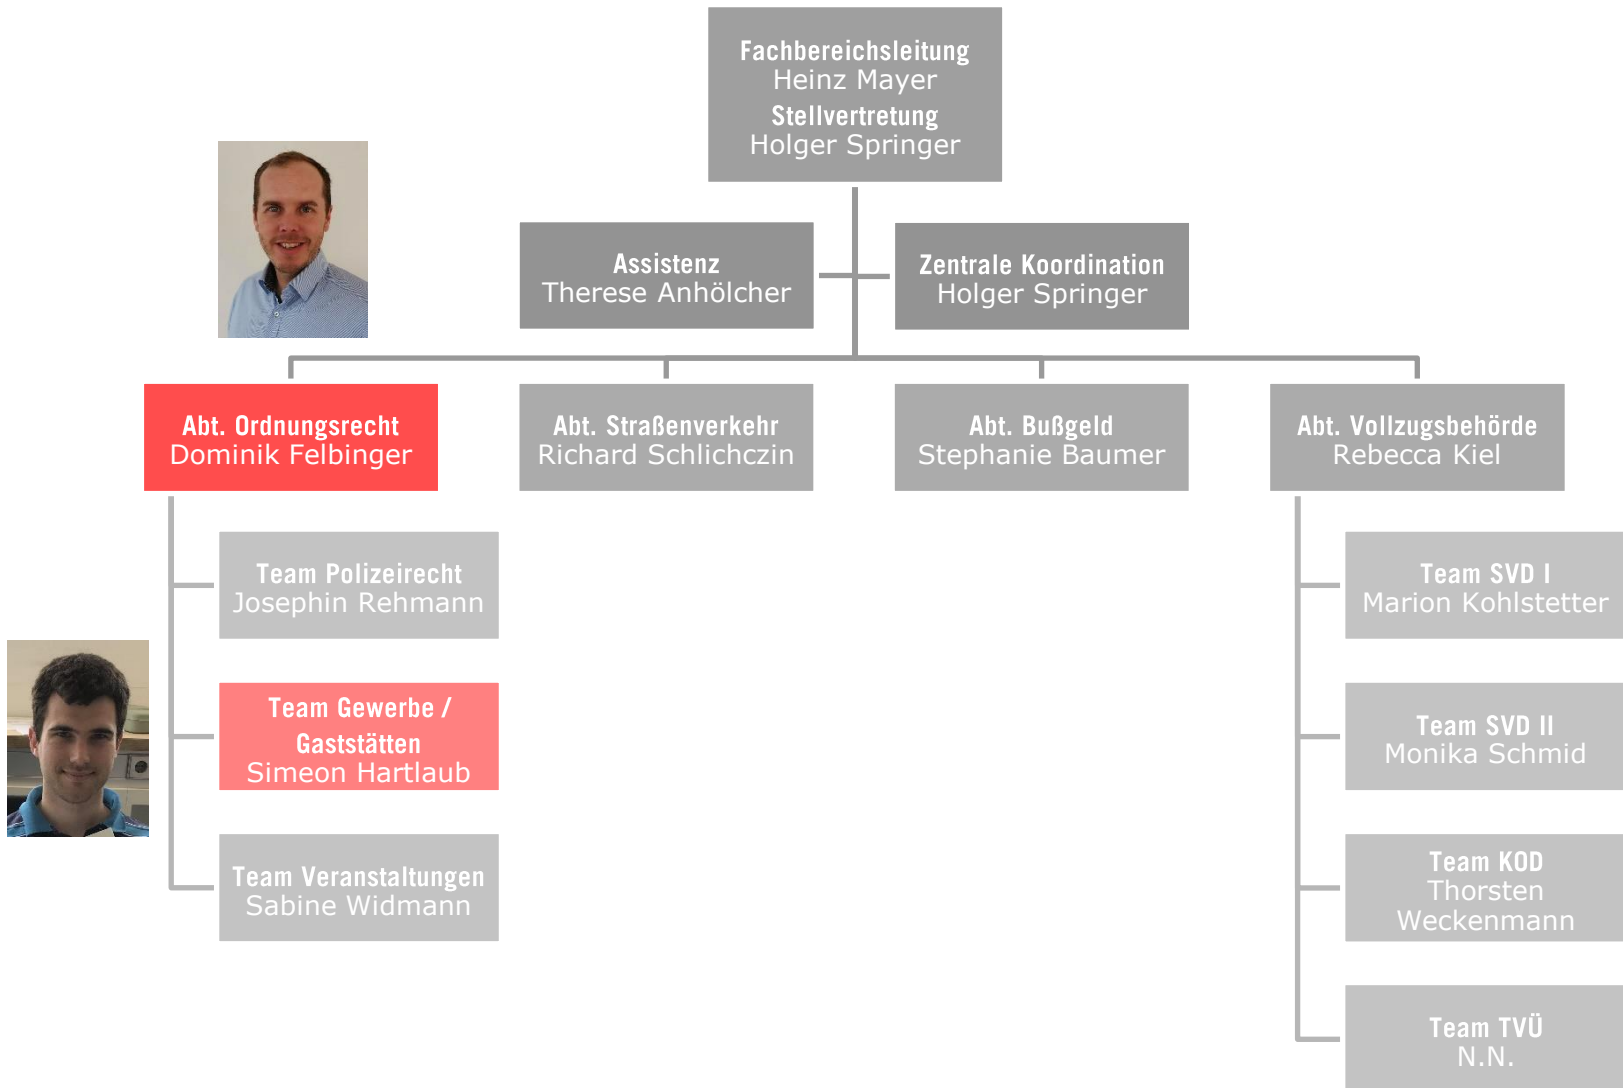 Fachbereichsleitung
Heinz Mayer
Stellvertretung
Holger Springer
Assistenz
Therese Anhölcher
Zentrale Koordination
Holger Springer
Abt. Ordnungsrecht
Dominik Felbinger
Abt. Straßenverkehr
Richard Schlichczin
Abt. Bußgeld
Stephanie Baumer
Abt. Vollzugsbehörde
Rebecca Kiel
Team Polizeirecht
Josephin Rehmann
Team Gewerbe /
Gaststätten
Simeon Hartlaub
Team Veranstaltungen
Sabine Widmann
Team SVD I
Marion Kohlstetter
Team SVD II
Monika Schmid
Team KOD
Thorsten
Weckenmann
Team TVÜ
N.N.